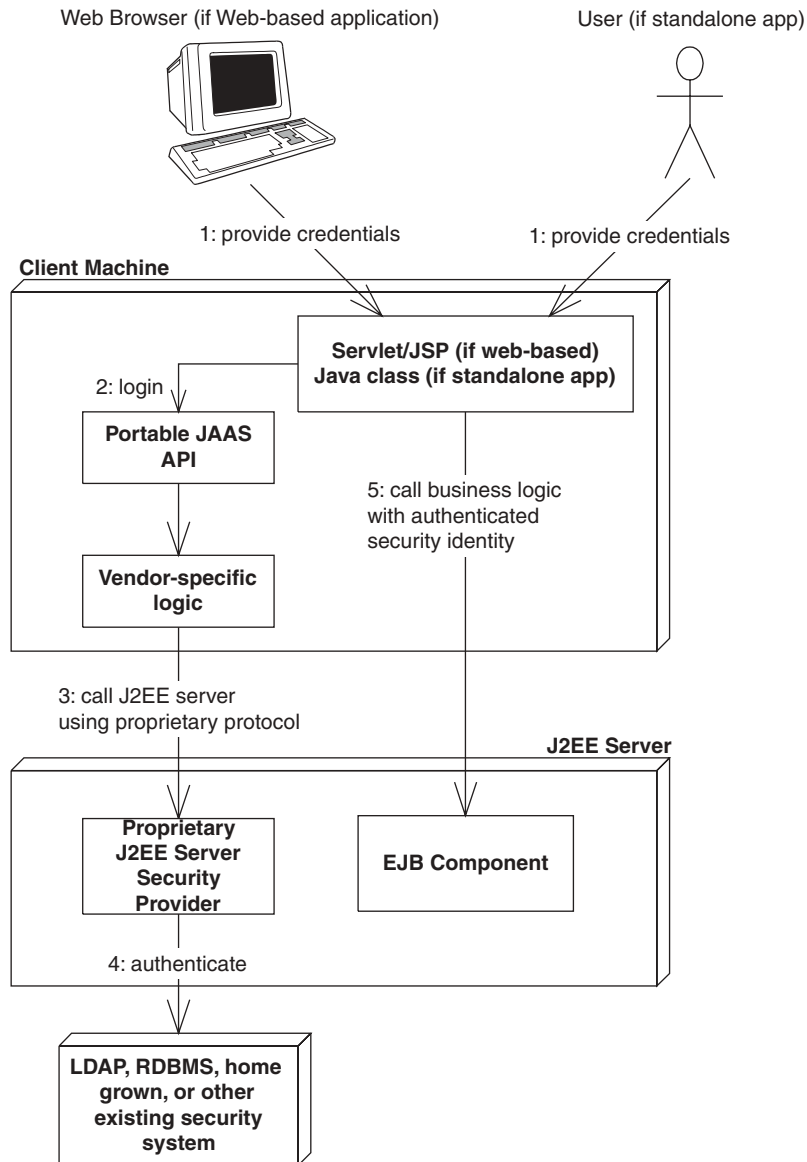 Web Browser (if Web-based application)
User (if standalone app)
1: provide credentials
1: provide credentials
Client Machine
Servlet/JSP (if web-based)
Java class (if standalone app)
2: login
Portable JAAS
API
5: call business logic
with authenticated
security identity
Vendor-specific
logic
3: call J2EE server
using proprietary protocol
J2EE Server
Proprietary
J2EE Server
Security
Provider
EJB Component
4: authenticate
LDAP, RDBMS, home
grown, or other
existing security
system